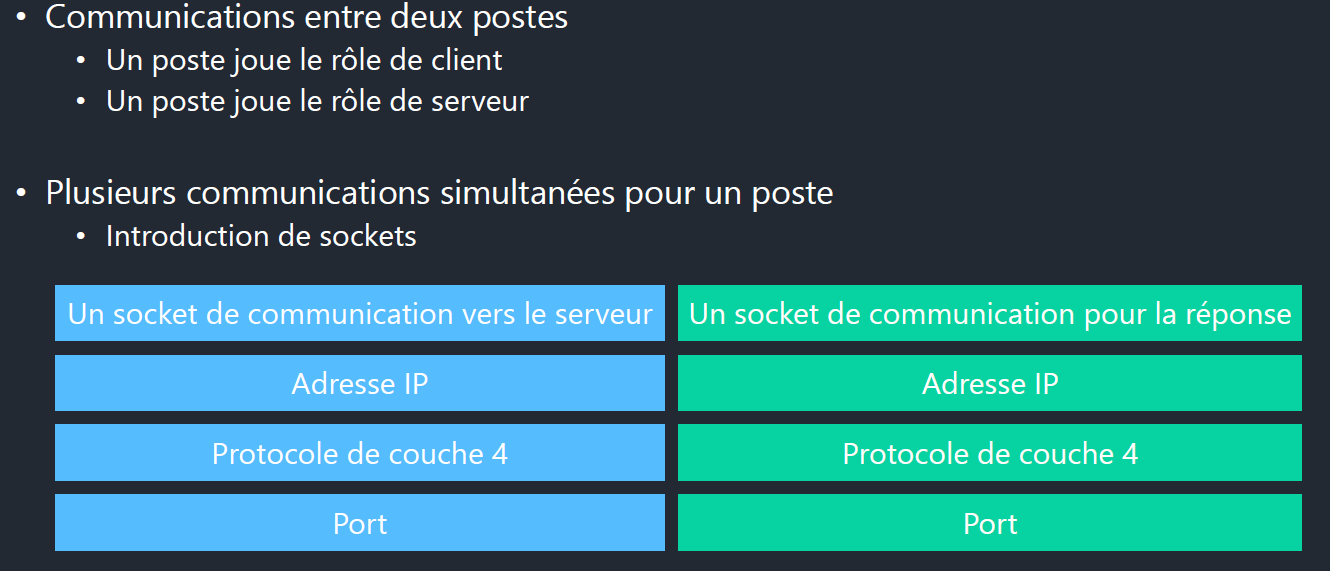 • Communications entre deux postes
• Un poste joue le rôle de client
• Un poste joue le rôle de serveur
• Plusieurs communications simultanées pour un poste
• Introduction de sockets
Un socket de communication vers le serveur
Un socket de communication pour la réponse
Adresse IP
Adresse IP
Protocole de couche 4
Protocole de couche 4
Port
Port